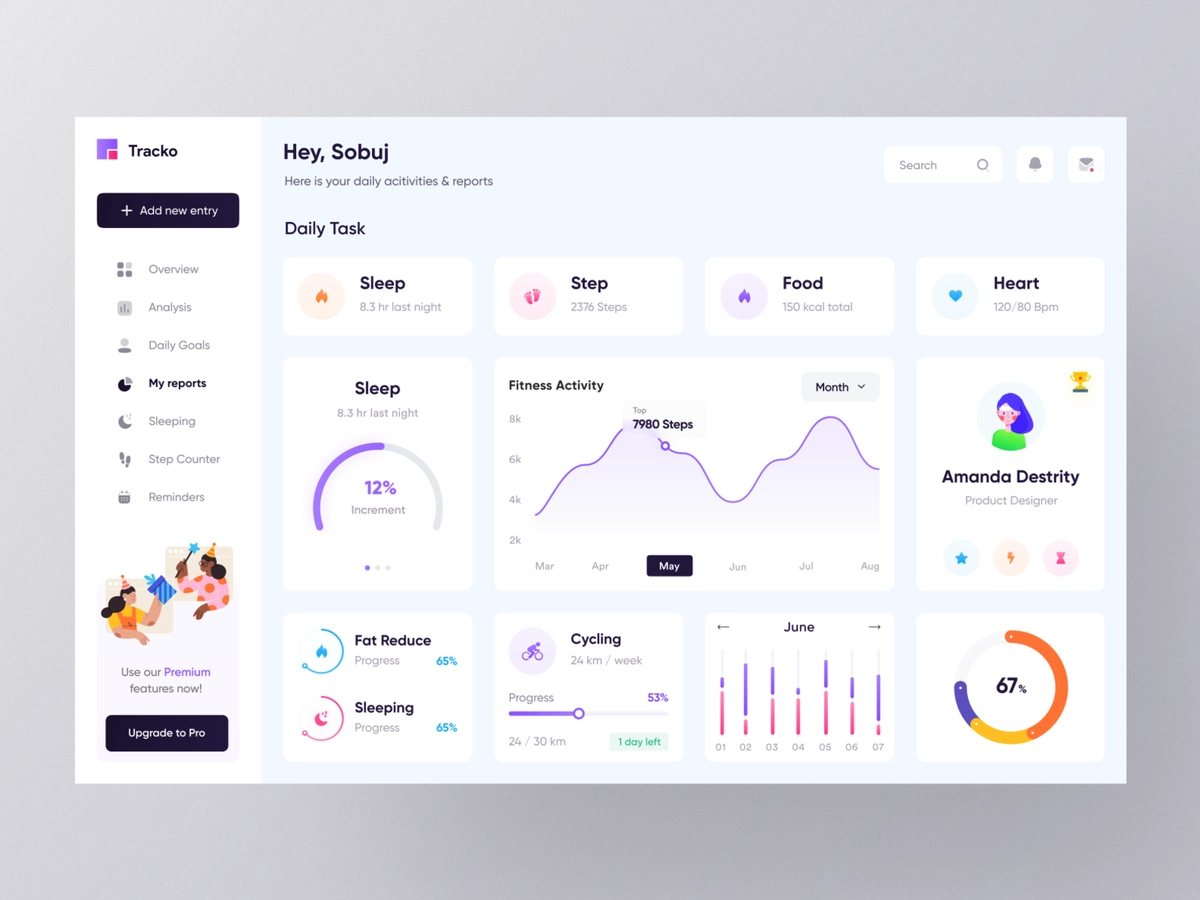 Tracko
Add new entry
Overview
Analysis
Daily Goals
My reports
Sleeping
Step Counter
Reminders
Use our Premium
features now!
Upgrade to Pro
Hey, Sobuj
Here is your daily acitivities & reports
Search
Daily Task
Sleep
8.3 hr last night
Step
2376 Steps
Food
150 kcal total
Heart
120/80 Bpm
Sleep
8.3 hr last night
12%
Increment
Fitness Activity
Month
Top
7980 Steps
8k
6k
4k
2k
Mar Apr May Jun Jul Aug
Amanda Destrity
Product Designer
Fat Reduce
Progress 65%
Sleeping
Progress 65%
Cycling
24 km / week
Progress 53%
24 / 30 km 1 day left
June
01 02 03 04 05 06 07
67%